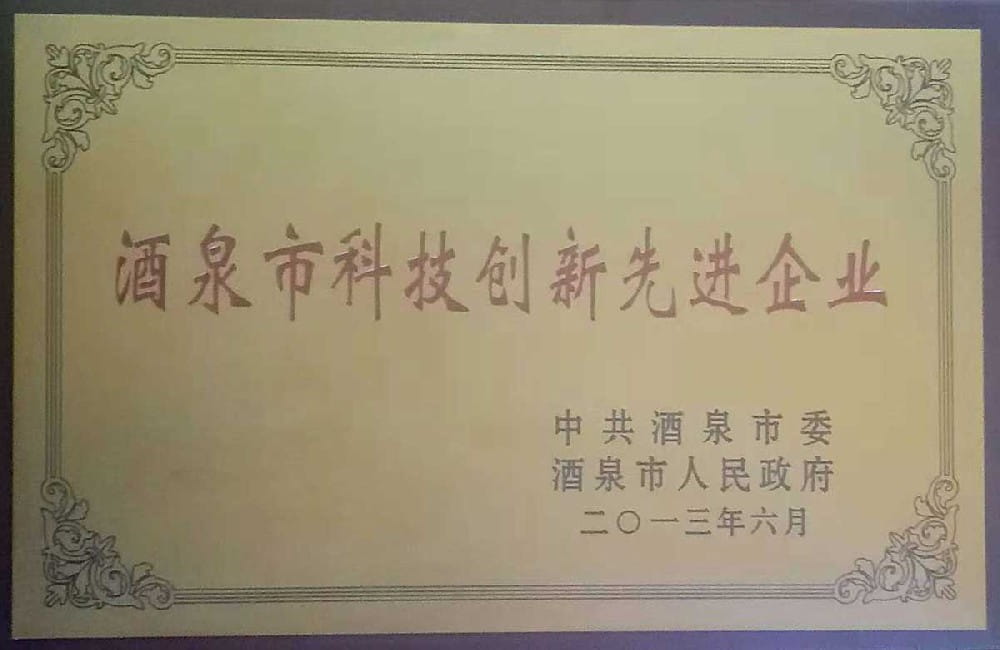 酒泉市科技创新先进企业
中共酒泉市委
酒泉市人民政府
二〇一三年六月